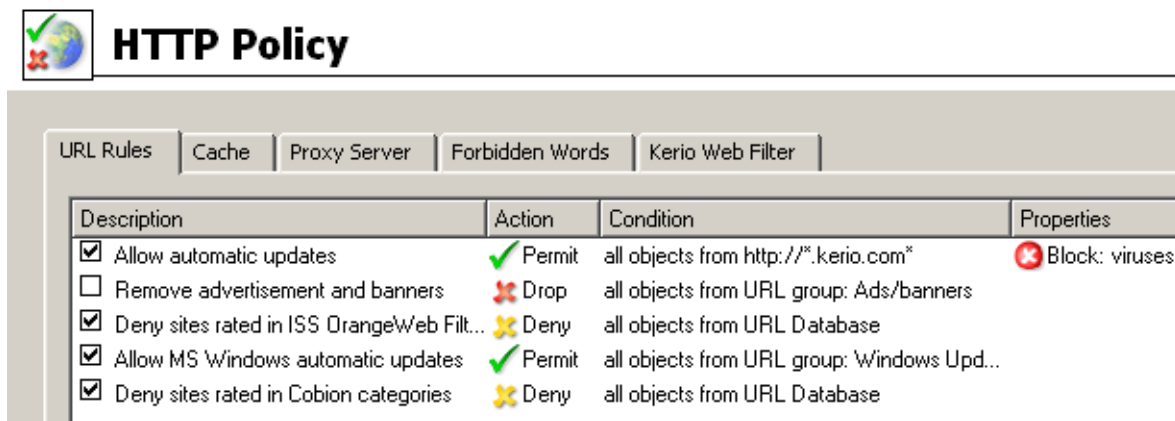 HTTP Policy
URL Rules Cache Proxy Server Forbidden Words Kerio Web Filter
Description Action Condition Properties
Allow automatic updates Permit all objects from http://*.kerio.com* Block: viruses
Remove advertisement and banners Drop all objects from URL group: Ads/banners
Deny sites rated in ISS OrangeWeb Filt... Deny all objects from URL Database
Allow MS Windows automatic updates Permit all objects from URL group: Windows Upd...
Deny sites rated in Cobion categories Deny all objects from URL Database